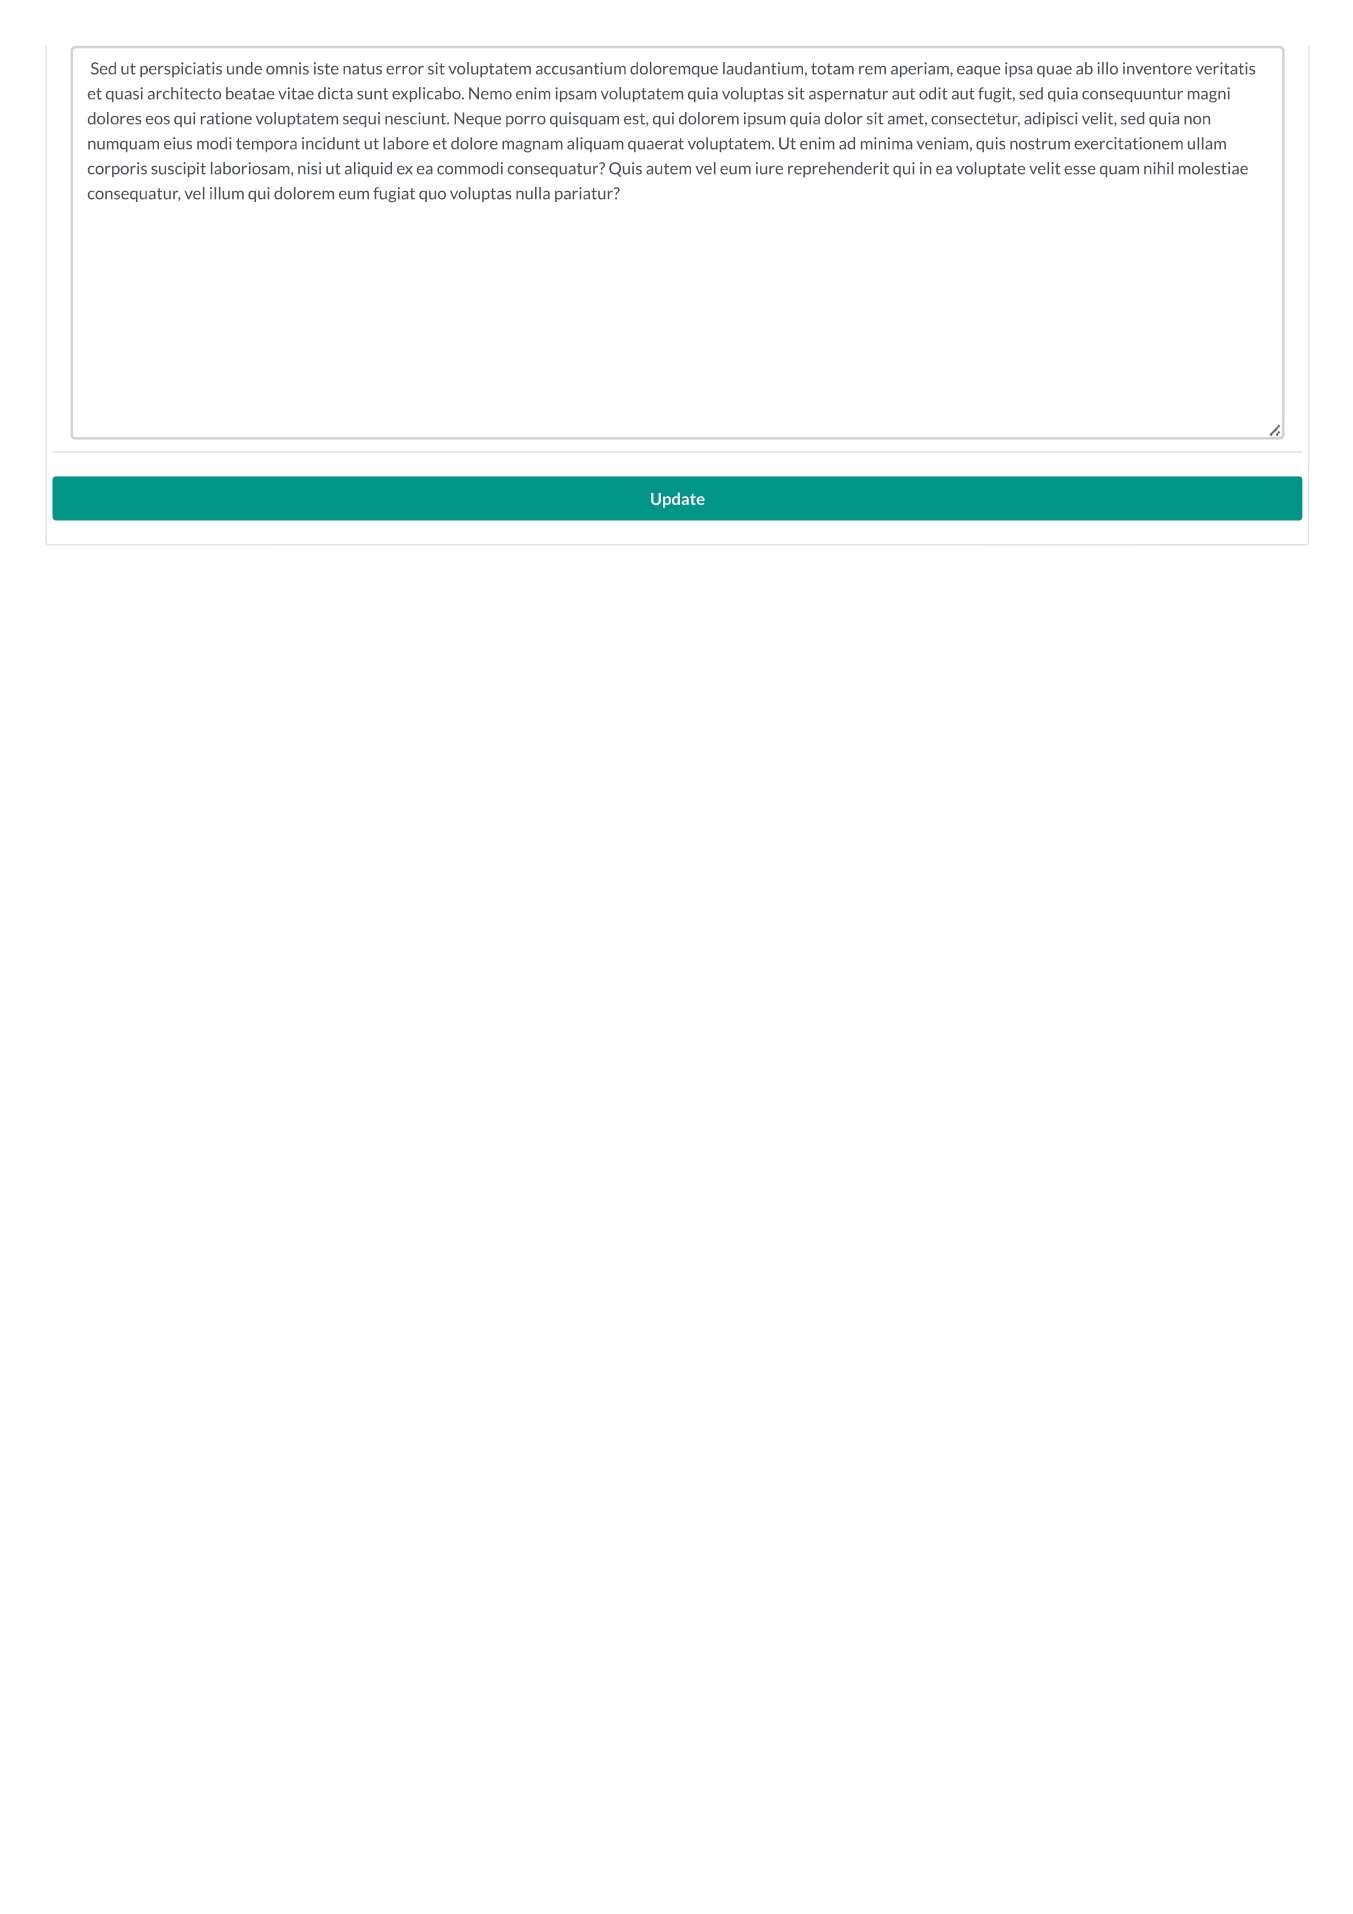 Sed ut perspiciatis unde omnis iste natus error sit voluptatem accusantium doloremque laudantium, totam rem aperiam, eaque ipsa quae ab illo inventore veritatis
et quasi architecto beatae vitae dicta sunt explicabo. Nemo enim ipsam voluptatem quia voluptas sit aspernatur aut odit aut fugit, sed quia consequuntur magni
dolores eos qui ratione voluptatem sequi nesciunt. Neque porro quisquam est, qui dolorem ipsum quia dolor sit amet, consectetur, adipisci velit, sed quia non
numquam eius modi tempora incidunt ut labore et dolore magnam aliquam quaerat voluptatem. Ut enim ad minima veniam, quis nostrum exercitationem ullam
corporis suscipit laboriosam, nisi ut aliquid ex ea commodi consequatur? Quis autem vel eum iure reprehenderit qui in ea voluptate velit esse quam nihil molestiae
consequatur, vel illum qui dolorem eum fugiat quo voluptas nulla pariatur?
Update